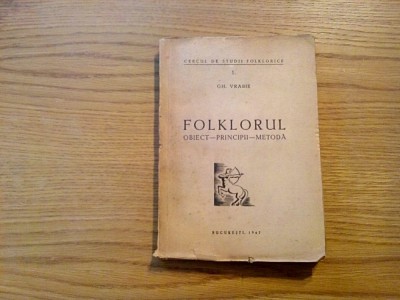 CERCUL DE STUDII FOLKLORICE
I.
GH. VRABIE
FOLKLORUL
OBIECT—PRINCIPII—METODĂ
BUCUREȘTI, 1947